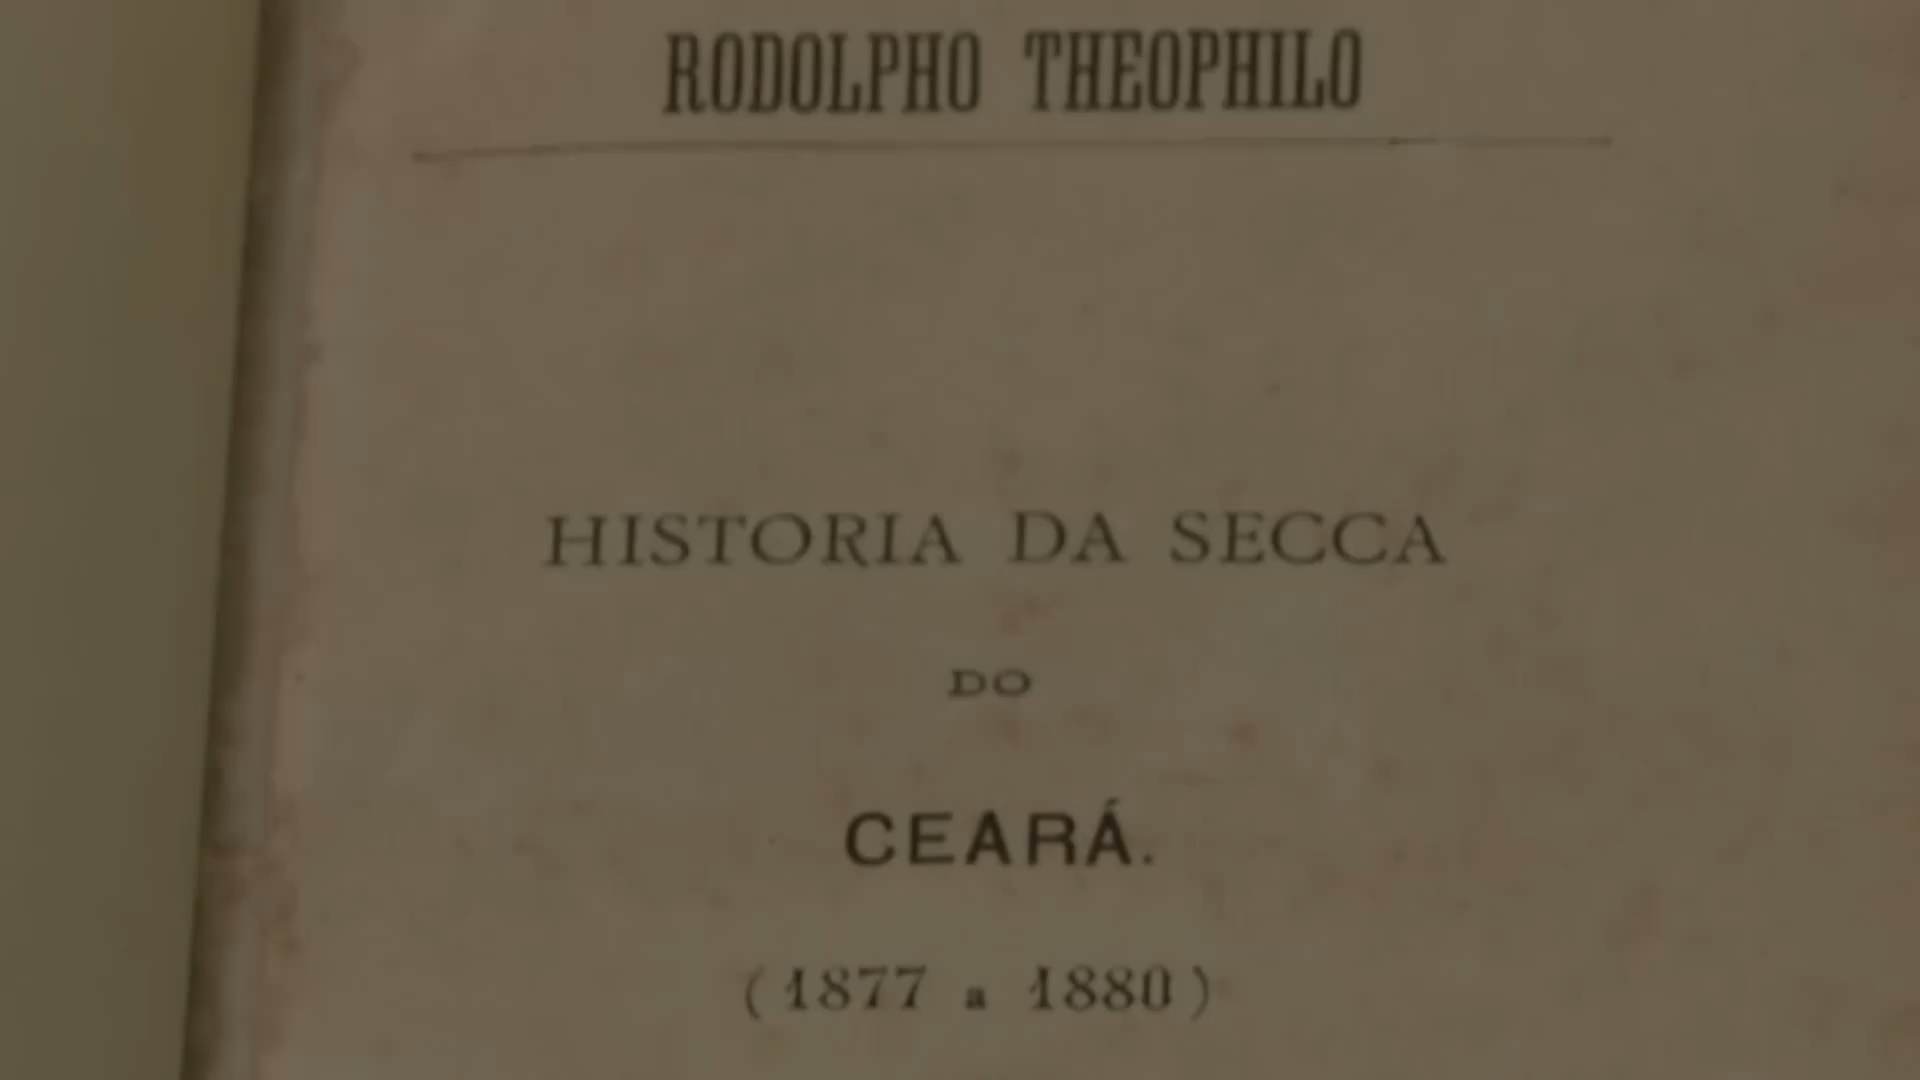 RODOLPHO THEOPHILO
HISTORIA DA SECCA
DO
CEARÁ.
(1877 a 1880)